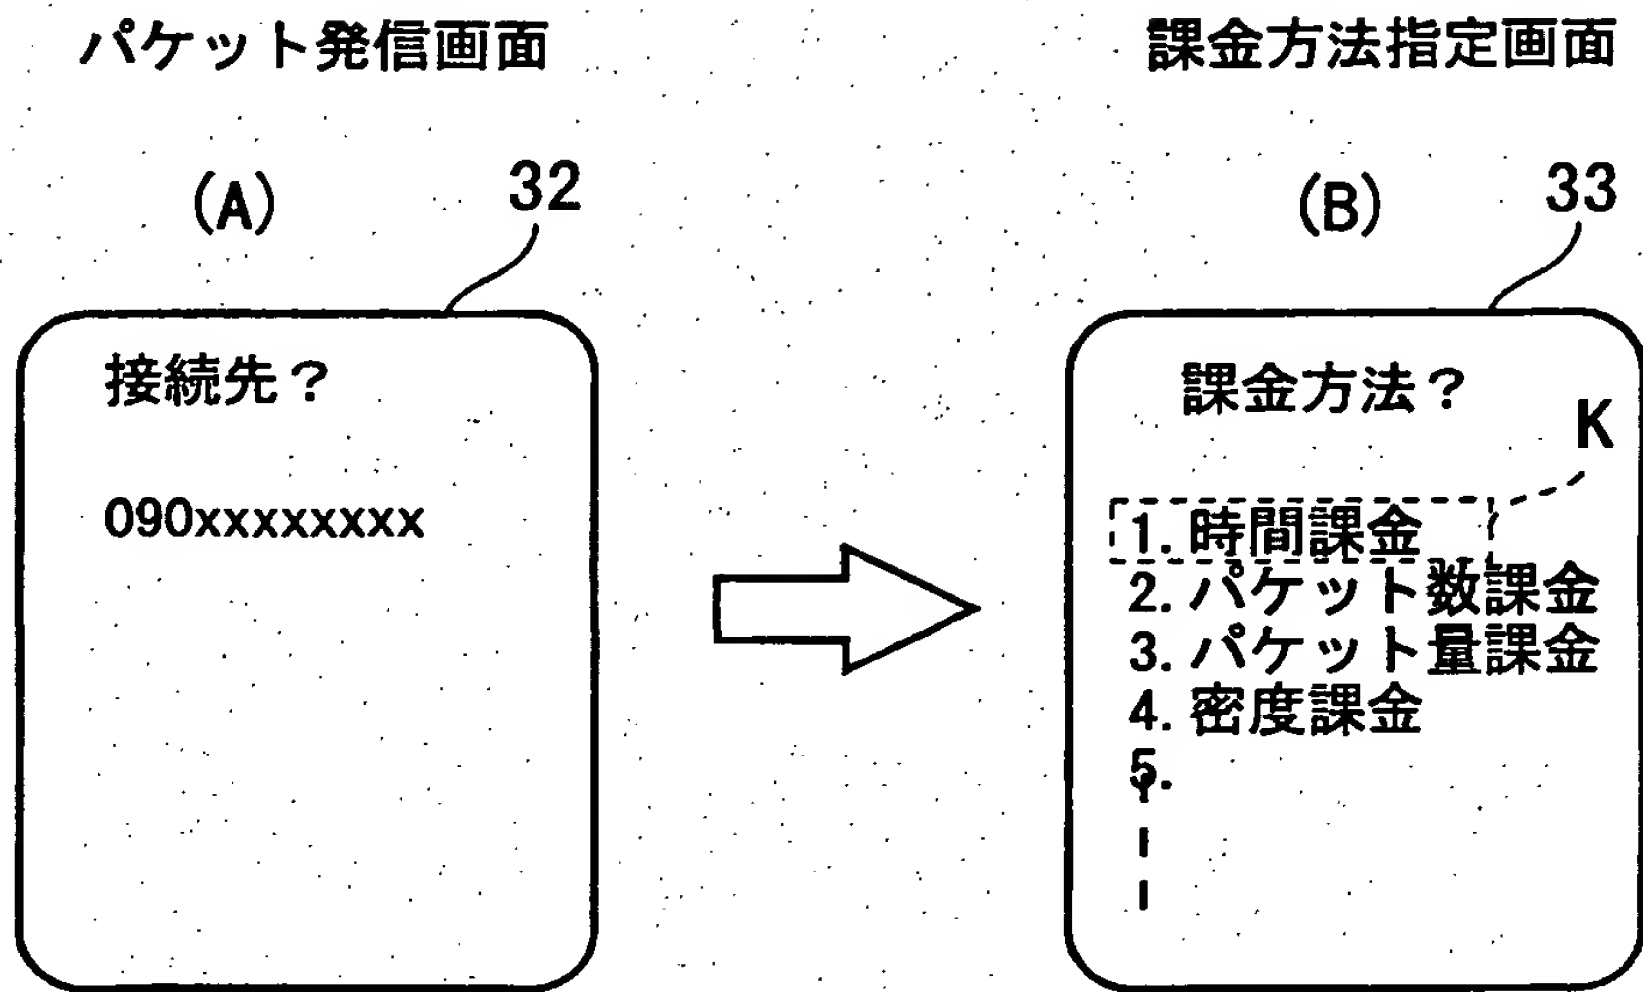 パケット発信画面
課金方法指定画面
(A)
32
(B)
33
接続先？
090xxxxxxxx
課金方法？
K
1. 時間課金
2. パケット数課金
3. パケット量課金
4. 密度課金
5.